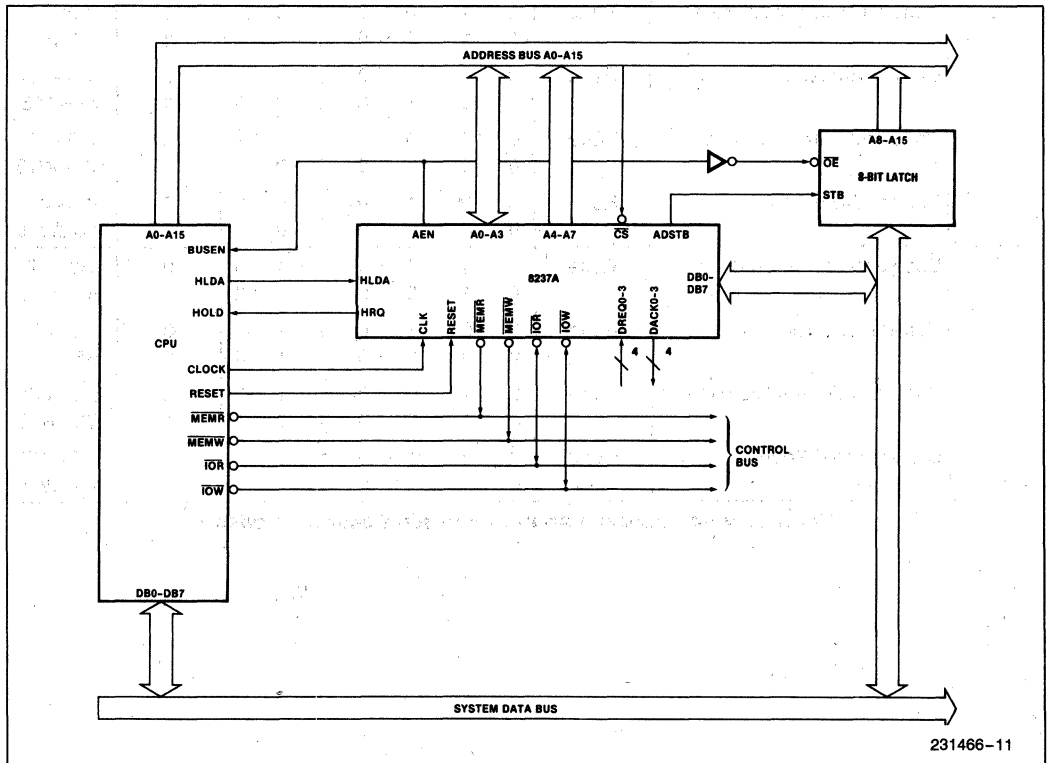 ADDRESS BUS A0-A15
A8-A15
OE
8-BIT LATCH
STB
A0-A15
BUSEN
HLDA
HOLD
CPU
CLOCK
RESET
MEMR
MEMW
IOR
IOW
DB0-DB7
AEN
A0-A3
A4-A7
CS
ADSTB
HLDA
8237A
DB0-
DB7
HRQ
CLK
RESET
MEMR
MEMW
IOR
IOW
DREQ0-3
DACK0-3
4
4
CONTROL
BUS
SYSTEM DATA BUS
231466-11